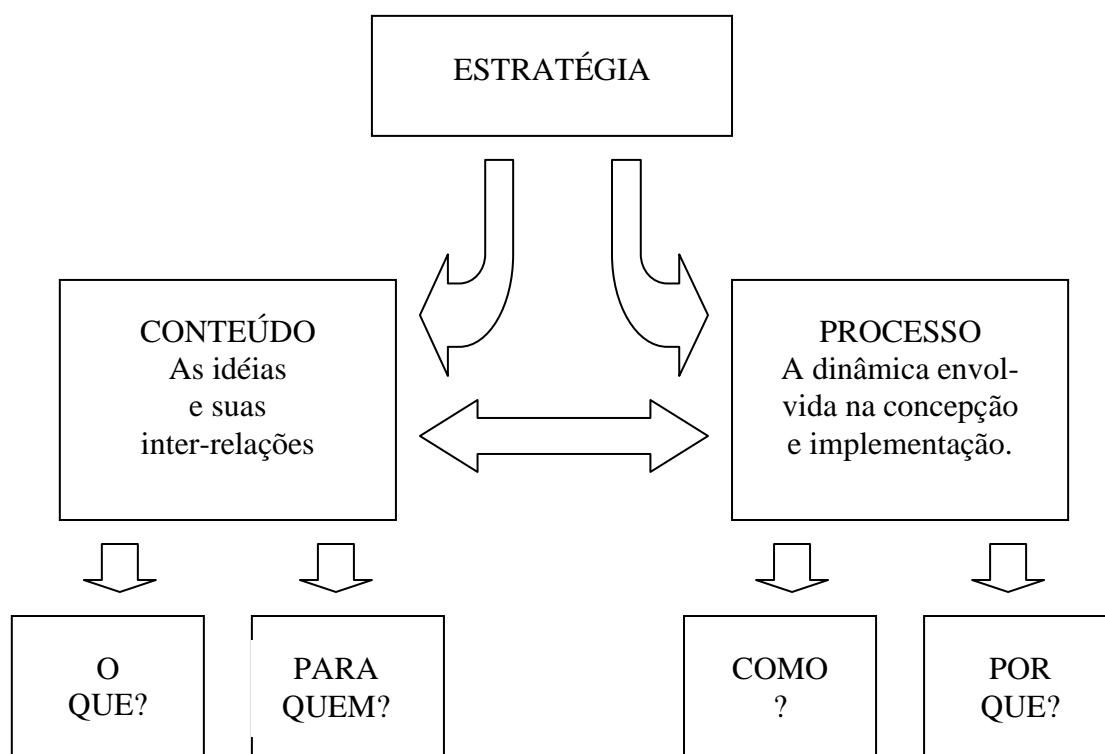 ESTRATÉGIA
CONTEÚDO
As idéias
e suas
inter-relações
PROCESSO
A dinâmica envol-
vida na concepção
e implementação.
O
QUE?
PARA
QUEM?
COMO
?
POR
QUE?